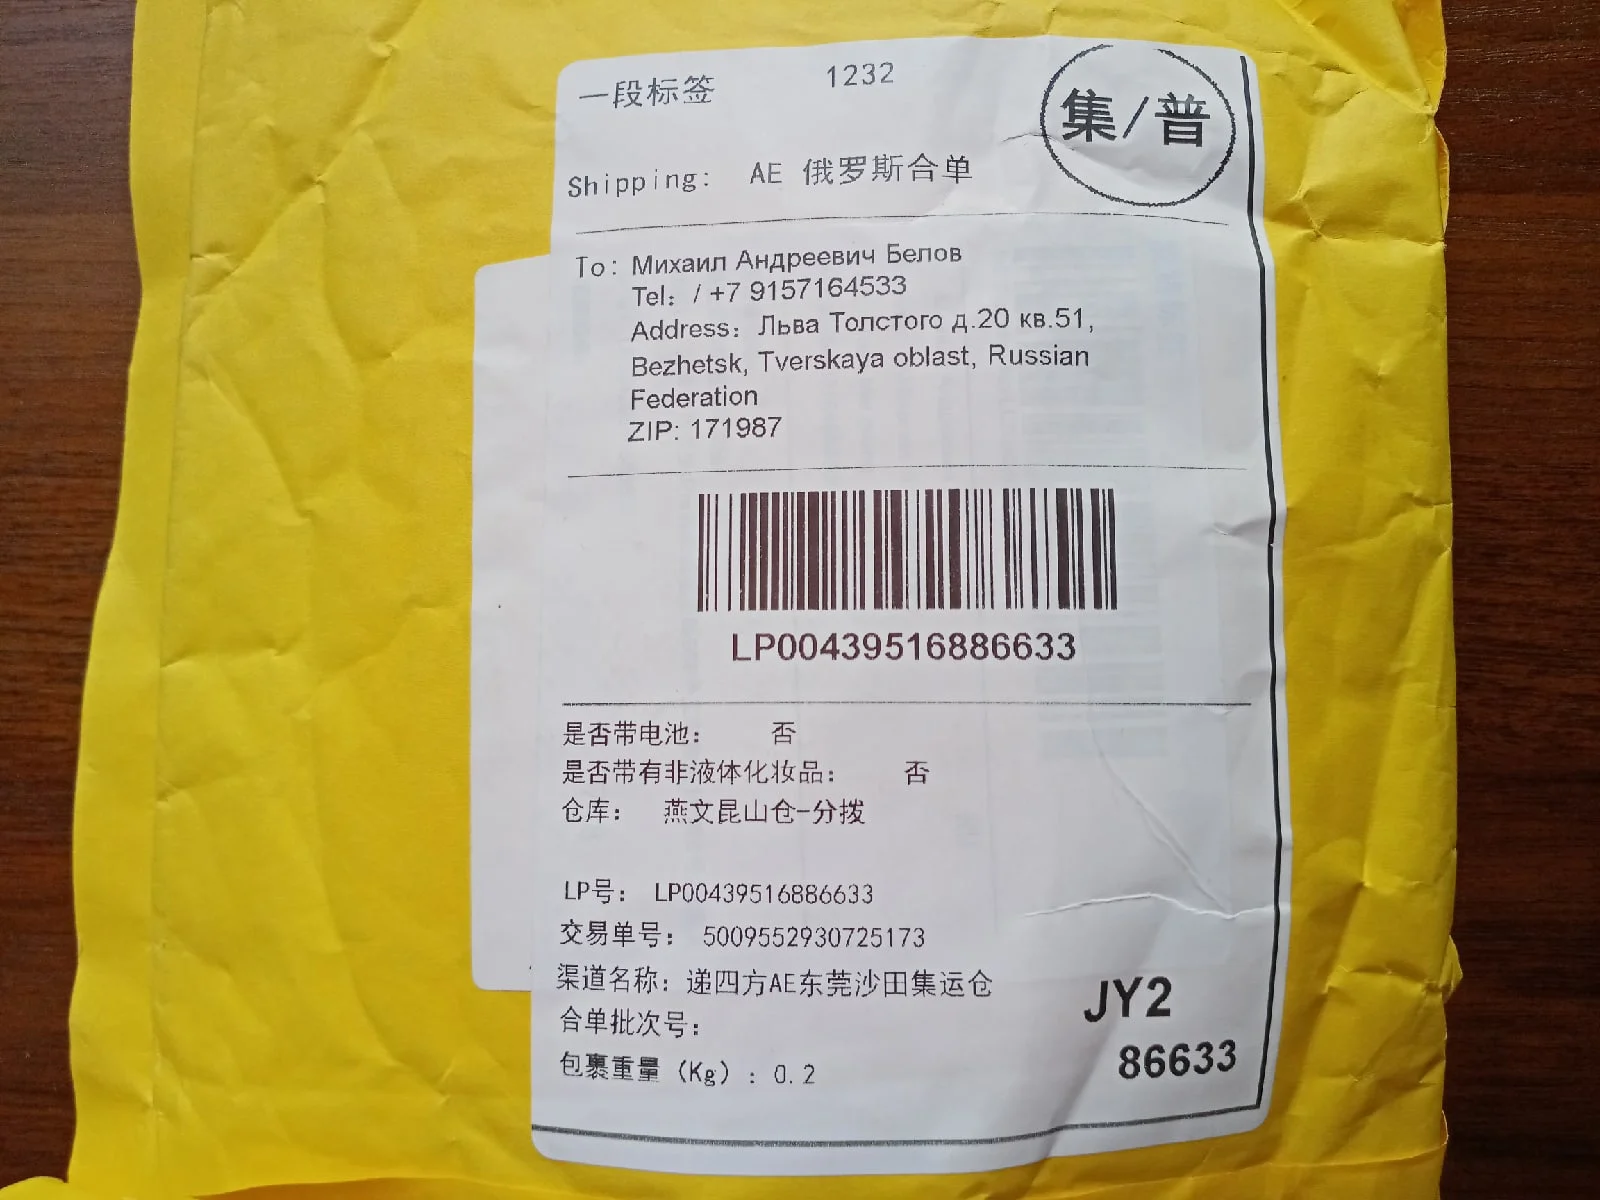 一段标签 1232
集/普
Shipping: AE 俄罗斯合单
To: Михаил Андреевич Белов
Tel: / +7 9157164533
Address: Льва Толстого д.20 кв.51,
Bezhetsk, Tverskaya oblast, Russian
Federation
ZIP: 171987
LP00439516886633
是否带电池: 否
是否带有非液体化妆品: 否
仓库: 燕文昆山仓-分拨
LP号: LP00439516886633
交易单号: 5009552930725173
渠道名称: 递四方AE东莞沙田集运仓
合单批次号:
包裹重量(Kg): 0.2
JY2
86633